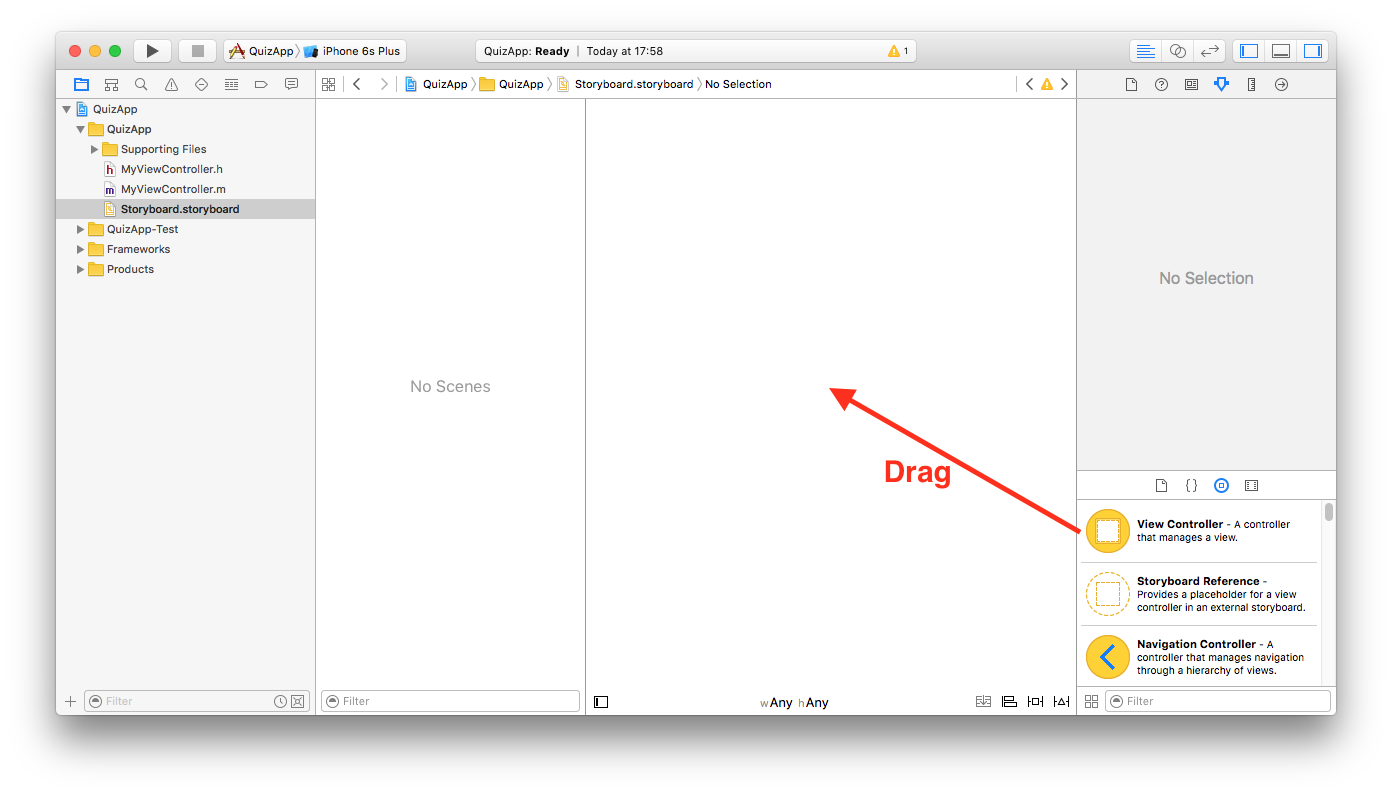 QuizApp
iPhone 6s Plus
QuizApp: Ready | Today at 17:58
1
QuizApp
QuizApp
Storyboard.storyboard
No Selection
QuizApp
QuizApp
Supporting Files
h MyViewController.h
m MyViewController.m
Storyboard.storyboard
QuizApp-Test
Frameworks
Products
Filter
No Scenes
Filter
Drag
wAny hAny
No Selection
{}
View Controller - A controller
that manages a view.
Storyboard Reference -
Provides a placeholder for a view
controller in an external storyboard.
Navigation Controller - A
controller that manages navigation
through a hierarchy of views.
Filter